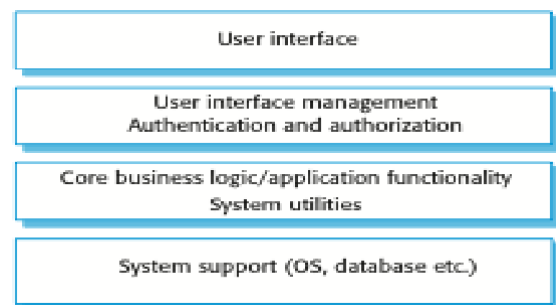 User interface
User interface management
Authentication and authorization
Core business logic/application functionality
System utilities
System support (OS, database etc.)